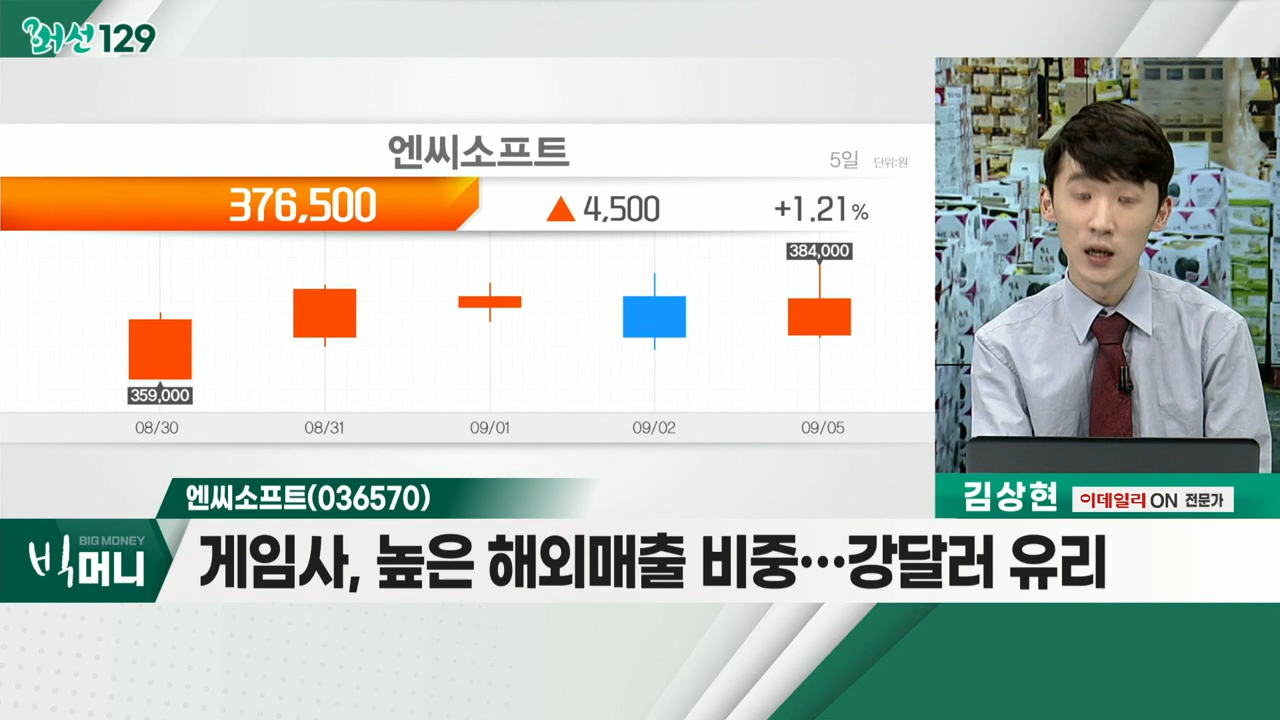 최선129
엔씨소프트
5일 단위:원
376,500 ▲ 4,500 +1.21%
384,000
359,000
08/30 08/31 09/01 09/02 09/05
김상현 이데일리ON 전문가
엔씨소프트(036570)
BIG MONEY
빅머니
게임사, 높은 해외매출 비중···강달러 유리